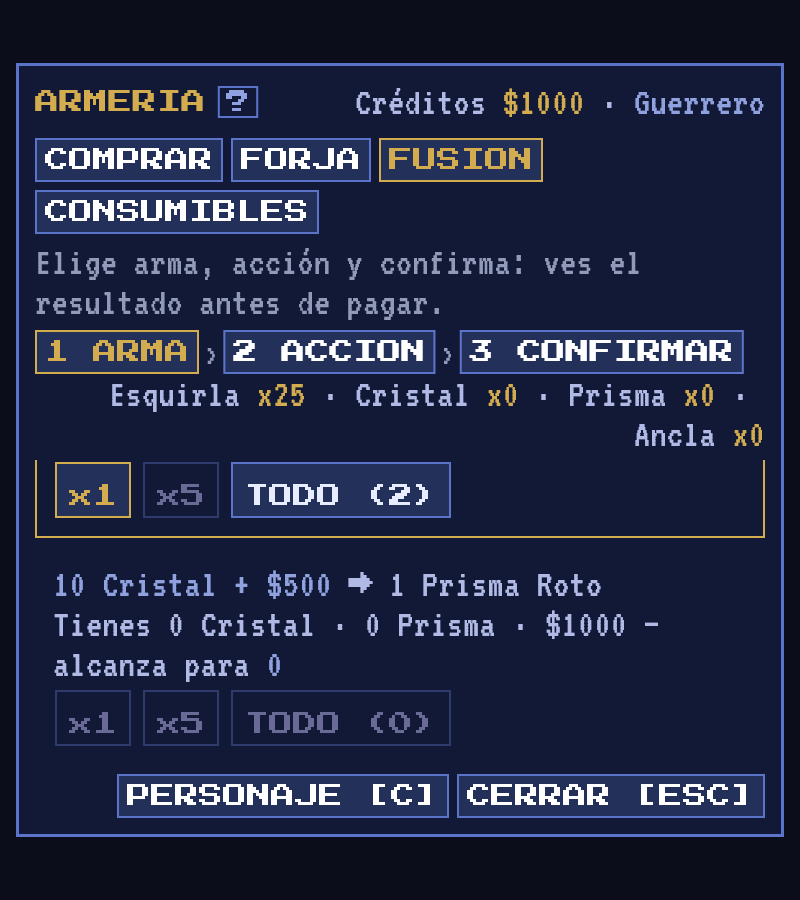 ARMERIA ? Créditos $1000 · Guerrero
COMPRAR FORJA FUSION
CONSUMIBLES
Elige arma, acción y confirma: ves el
resultado antes de pagar.
1 ARMA › 2 ACCION › 3 CONFIRMAR
Esquirla x25 · Cristal x0 · Prisma x0 ·
Ancla x0
x1 x5 TODO (2)
10 Cristal + $500 ➡ 1 Prisma Roto
Tienes 0 Cristal · 0 Prisma · $1000 —
alcanza para 0
x1 x5 TODO (0)
PERSONAJE [C] CERRAR [ESC]